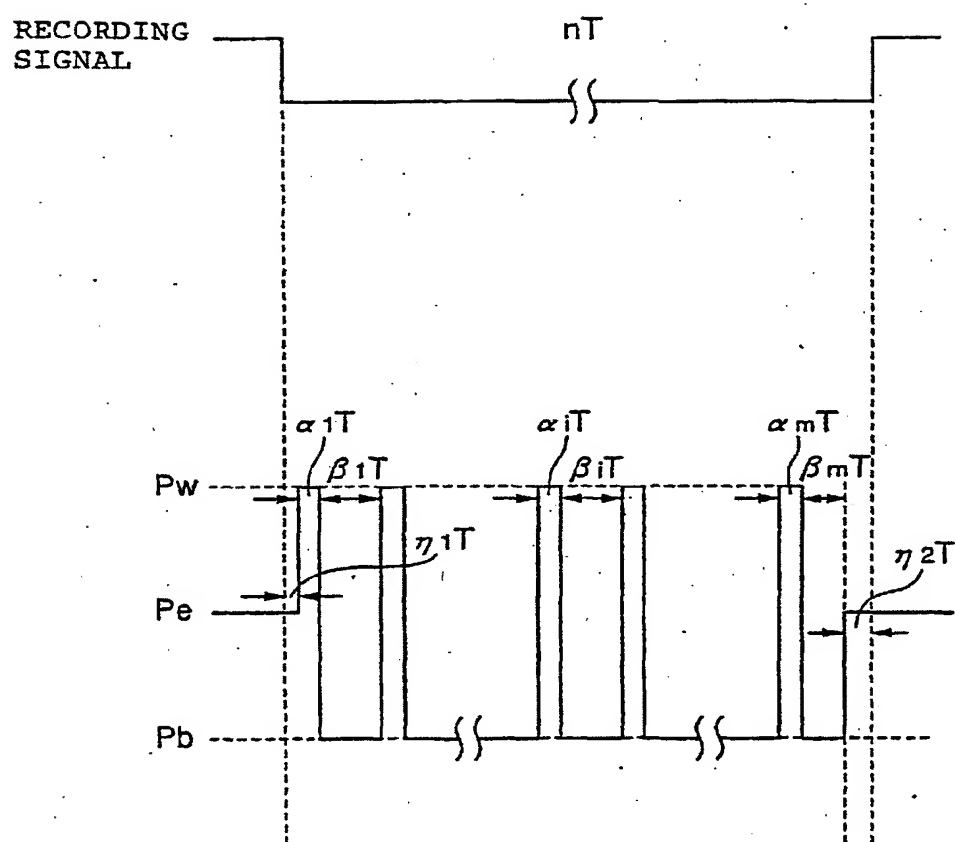 RECORDING
SIGNAL
nT
α1T
β1T
αiT
βiT
αmT
βmT
Pw
η1T
η2T
Pe
Pb